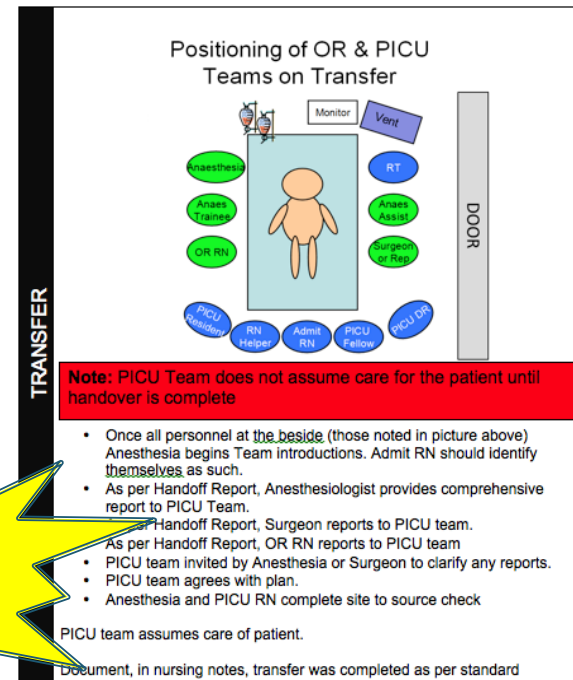 Positioning of OR & PICU
Teams on Transfer
Monitor
Vent
Anaesthesia
RT
Anaes
Trainee
Anaes
Assist
OR RN
Surgeon
or Rep
DOOR
PICU
Resident
RN
Helper
Admit
RN
PICU
Fellow
PICU DR
TRANSFER
Note: PICU Team does not assume care for the patient until
handover is complete
• Once all personnel at the beside (those noted in picture above)
Anesthesia begins Team introductions. Admit RN should identify
themselves as such.
• As per Handoff Report, Anesthesiologist provides comprehensive
report to PICU Team.
Handoff Report, Surgeon reports to PICU team.
As per Handoff Report, OR RN reports to PICU team
• PICU team invited by Anesthesia or Surgeon to clarify any reports.
• PICU team agrees with plan.
• Anesthesia and PICU RN complete site to source check
PICU team assumes care of patient.
Document, in nursing notes, transfer was completed as per standard